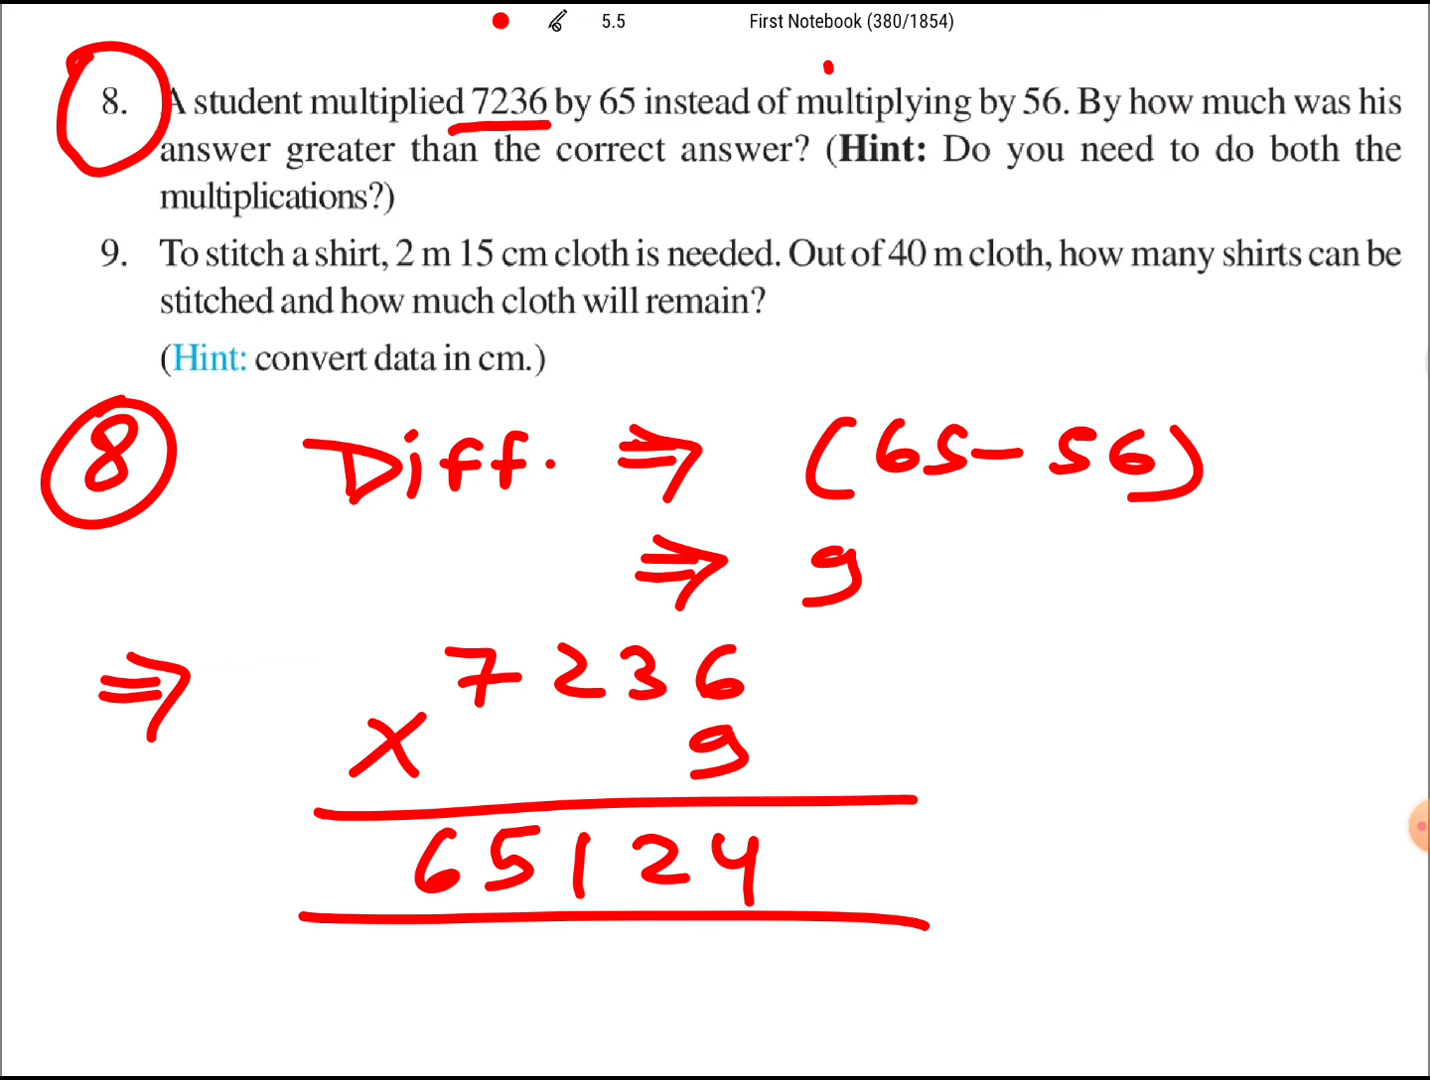 5.5 First Notebook (380/1854)
8. A student multiplied 7236 by 65 instead of multiplying by 56. By how much was his
answer greater than the correct answer? (Hint: Do you need to do both the
multiplications?)
9. To stitch a shirt, 2 m 15 cm cloth is needed. Out of 40 m cloth, how many shirts can be
stitched and how much cloth will remain?
(Hint: convert data in cm.)
8 Diff. ⇒ (65-56)
⇒ 9
⇒ 7236
× 9
65124